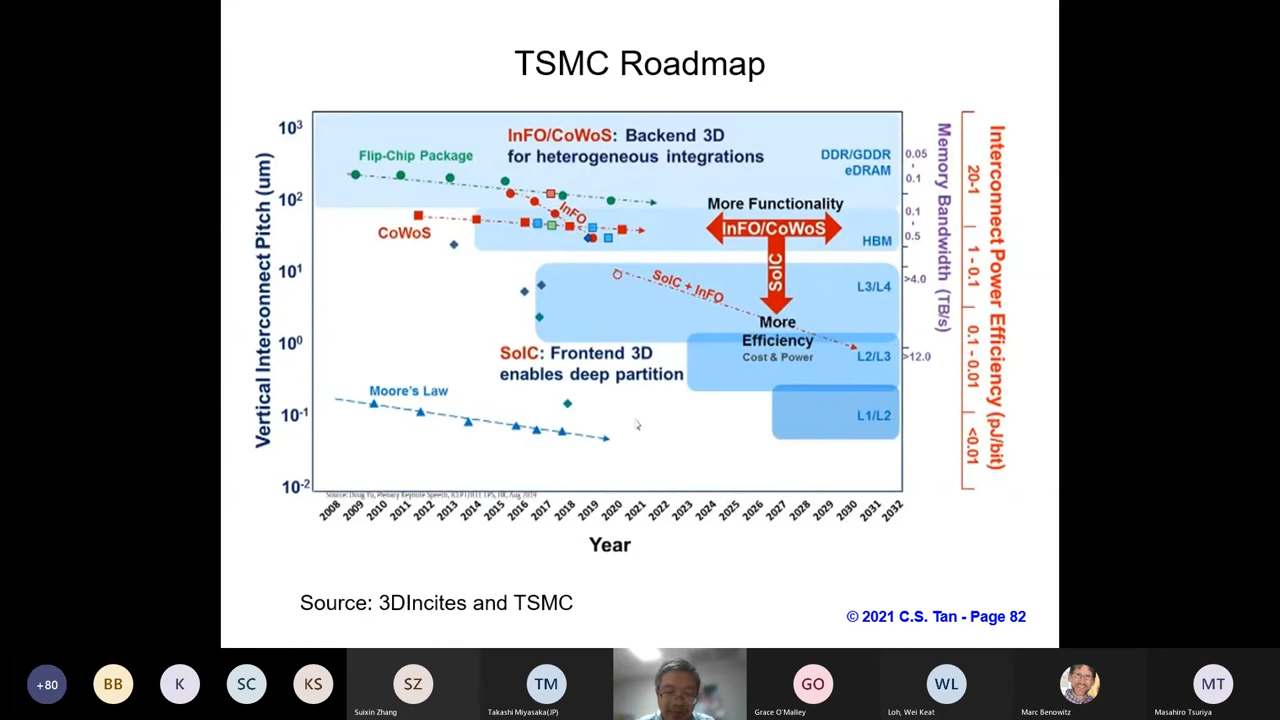 TSMC Roadmap
InFO/CoWoS: Backend 3D
for heterogeneous integrations
Flip-Chip Package
DDR/GDDR
eDRAM
More Functionality
InFO/CoWoS
InFO
CoWoS
HBM
SoIC
SoIC + InFO
L3/L4
More
Efficiency
Cost & Power
L2/L3
SoIC: Frontend 3D
enables deep partition
Moore's Law
L1/L2
Vertical Interconnect Pitch (um)
10³
10²
10¹
10⁰
10⁻¹
10⁻²
Memory Bandwidth (TB/s)
0.05
-
0.1
0.1
-
0.5
>4.0
>12.0
Interconnect Power Efficiency (pJ/bit)
20-1
1 - 0.1
0.1 - 0.01
<0.01
2008 2009 2010 2011 2012 2013 2014 2015 2016 2017 2018 2019 2020 2021 2022 2023 2024 2025 2026 2027 2028 2029 2030 2031 2032
Year
Source: 3DIncites and TSMC
© 2021 C.S. Tan - Page 82
+80
BB
K
SC
KS
SZ
TM
GO
WL
MT
Suixin Zhang
Takashi Miyasaka(JP)
Grace O'Malley
Loh, Wei Keat
Marc Benowitz
Masahiro Tsuriya